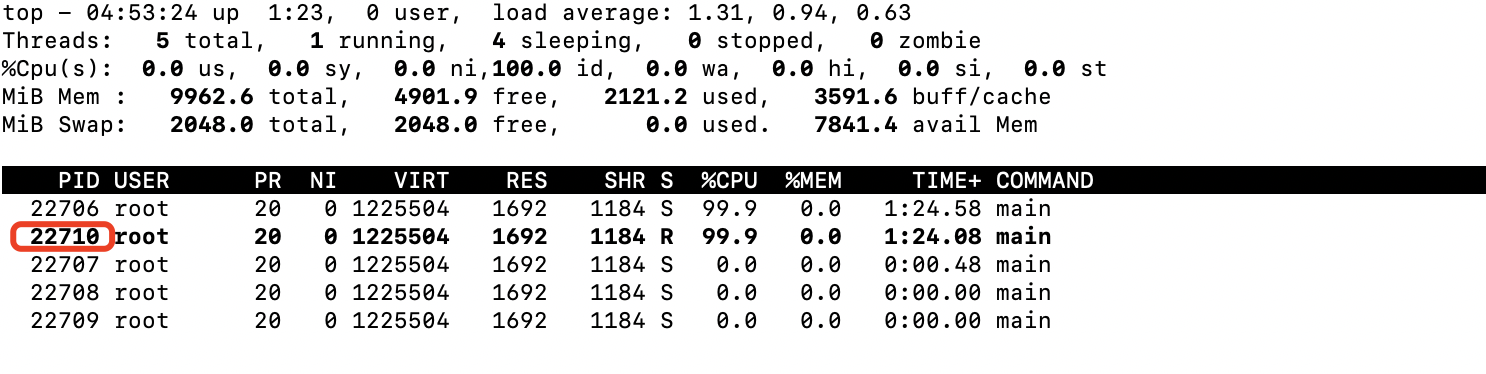 top - 04:53:24 up  1:23,  0 user,  load average: 1.31, 0.94, 0.63
Threads:   5 total,   1 running,   4 sleeping,   0 stopped,   0 zombie
%Cpu(s):  0.0 us,  0.0 sy,  0.0 ni,100.0 id,  0.0 wa,  0.0 hi,  0.0 si,  0.0 st
MiB Mem :   9962.6 total,   4901.9 free,   2121.2 used,   3591.6 buff/cache
MiB Swap:   2048.0 total,   2048.0 free,      0.0 used.   7841.4 avail Mem
    PID USER      PR  NI    VIRT    RES    SHR S  %CPU  %MEM     TIME+ COMMAND
  22706 root      20   0 1225504   1692   1184 S  99.9   0.0   1:24.58 main
  22710 root      20   0 1225504   1692   1184 R  99.9   0.0   1:24.08 main
  22707 root      20   0 1225504   1692   1184 S   0.0   0.0   0:00.48 main
  22708 root      20   0 1225504   1692   1184 S   0.0   0.0   0:00.00 main
  22709 root      20   0 1225504   1692   1184 S   0.0   0.0   0:00.00 main